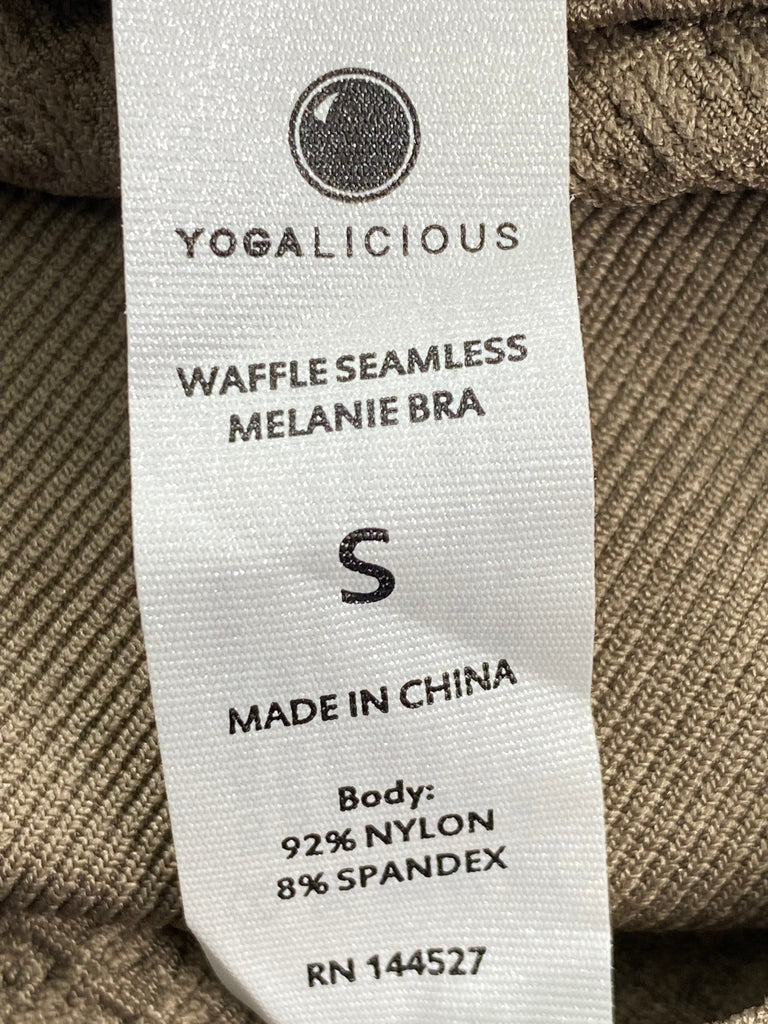 YOGALICIOUS
WAFFLE SEAMLESS
MELANIE BRA
S
MADE IN CHINA
Body:
92% NYLON
8% SPANDEX
RN 144527